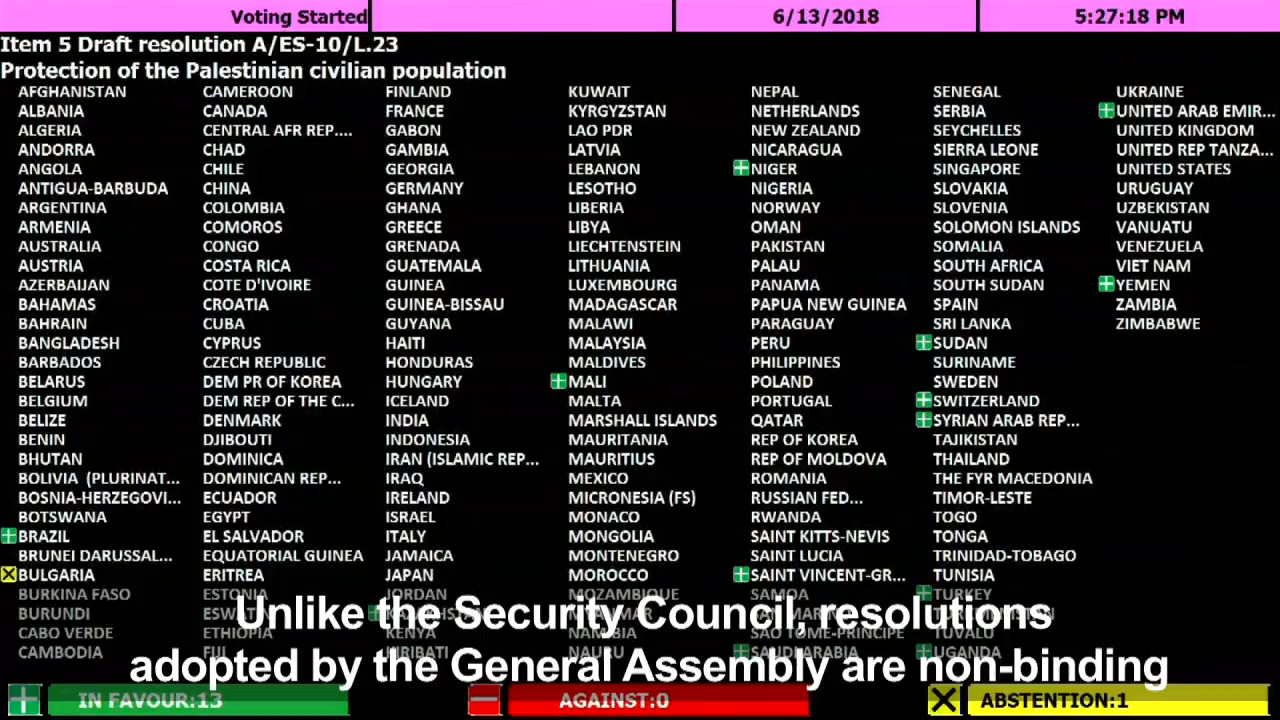 Voting Started 6/13/2018 5:27:18 PM
Item 5 Draft resolution A/ES-10/L.23
Protection of the Palestinian civilian population
AFGHANISTAN CAMEROON FINLAND KUWAIT NEPAL SENEGAL UKRAINE
ALBANIA CANADA FRANCE KYRGYZSTAN NETHERLANDS SERBIA UNITED ARAB EMIR...
ALGERIA CENTRAL AFR REP.... GABON LAO PDR NEW ZEALAND SEYCHELLES UNITED KINGDOM
ANDORRA CHAD GAMBIA LATVIA NICARAGUA SIERRA LEONE UNITED REP TANZA...
ANGOLA CHILE GEORGIA LEBANON NIGER SINGAPORE UNITED STATES
ANTIGUA-BARBUDA CHINA GERMANY LESOTHO NIGERIA SLOVAKIA URUGUAY
ARGENTINA COLOMBIA GHANA LIBERIA NORWAY SLOVENIA UZBEKISTAN
ARMENIA COMOROS GREECE LIBYA OMAN SOLOMON ISLANDS VANUATU
AUSTRALIA CONGO GRENADA LIECHTENSTEIN PAKISTAN SOMALIA VENEZUELA
AUSTRIA COSTA RICA GUATEMALA LITHUANIA PALAU SOUTH AFRICA VIET NAM
AZERBAIJAN COTE D'IVOIRE GUINEA LUXEMBOURG PANAMA SOUTH SUDAN YEMEN
BAHAMAS CROATIA GUINEA-BISSAU MADAGASCAR PAPUA NEW GUINEA SPAIN ZAMBIA
BAHRAIN CUBA GUYANA MALAWI PARAGUAY SRI LANKA ZIMBABWE
BANGLADESH CYPRUS HAITI MALAYSIA PERU SUDAN
BARBADOS CZECH REPUBLIC HONDURAS MALDIVES PHILIPPINES SURINAME
BELARUS DEM PR OF KOREA HUNGARY MALI POLAND SWEDEN
BELGIUM DEM REP OF THE C... ICELAND MALTA PORTUGAL SWITZERLAND
BELIZE DENMARK INDIA MARSHALL ISLANDS QATAR SYRIAN ARAB REP...
BENIN DJIBOUTI INDONESIA MAURITANIA REP OF KOREA TAJIKISTAN
BHUTAN DOMINICA IRAN (ISLAMIC REP... MAURITIUS REP OF MOLDOVA THAILAND
BOLIVIA (PLURINAT... DOMINICAN REP... IRAQ MEXICO ROMANIA THE FYR MACEDONIA
BOSNIA-HERZEGOVI... ECUADOR IRELAND MICRONESIA (FS) RUSSIAN FED... TIMOR-LESTE
BOTSWANA EGYPT ISRAEL MONACO RWANDA TOGO
BRAZIL EL SALVADOR ITALY MONGOLIA SAINT KITTS-NEVIS TONGA
BRUNEI DARUSSAL... EQUATORIAL GUINEA JAMAICA MONTENEGRO SAINT LUCIA TRINIDAD-TOBAGO
BULGARIA ERITREA JAPAN MOROCCO SAINT VINCENT-GR... TUNISIA
BURKINA FASO ESTONIA JORDAN MOZAMBIQUE SAMOA TURKEY
BURUNDI
Unlike the Security Council, resolutions
CABO VERDE ETHIOPIA KENYA NAMIBIA SAO TOME-PRINCIPE TUVALU
CAMBODIA FIJI KIRIBATI NAURU SAUDI ARABIA UGANDA
adopted by the General Assembly are non-binding
IN FAVOUR:13 AGAINST:0 ABSTENTION:1